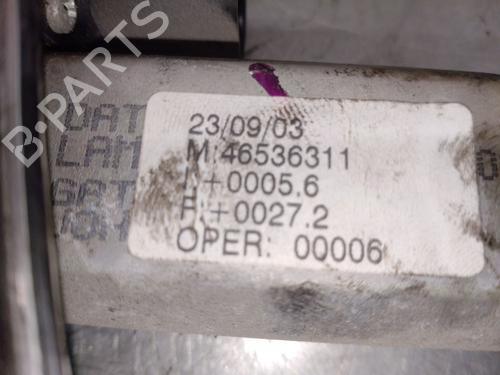 23/09/03
M:46536311
I:+0005.6
F:+0027.2
OPER: 00006
B-PARTS